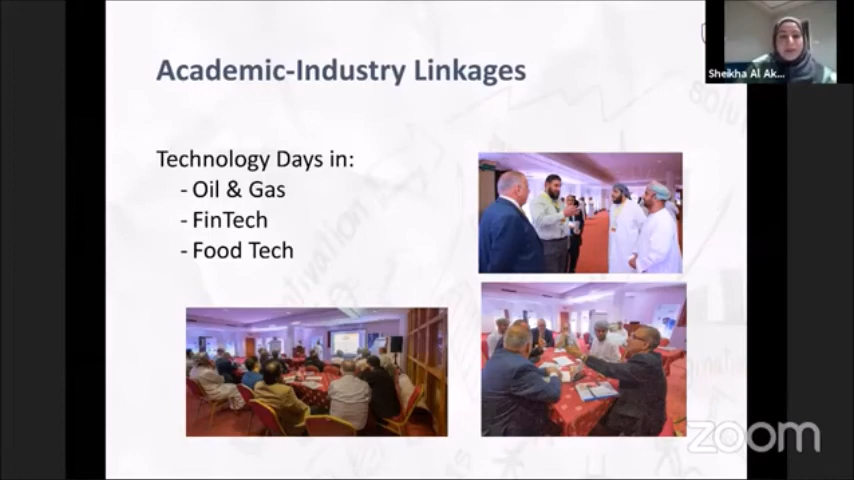 Academic-Industry Linkages
Sheikha Al Ak...
Technology Days in:
- Oil & Gas
- FinTech
- Food Tech
zoom